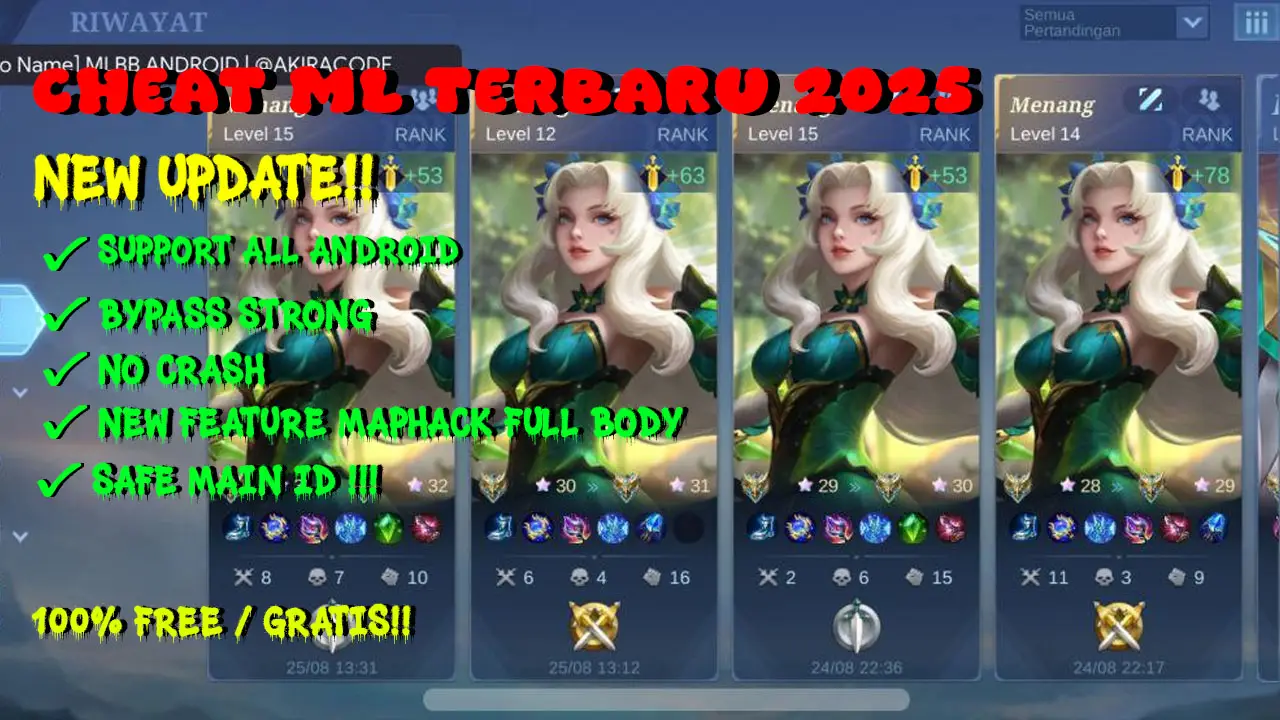 RIWAYAT
Semua
Pertandingan
o Name] MLBB ANDROID | @AKIRACODE
CHEAT ML TERBARU 2025
Menang
Level 15 RANK
Level 12 RANK
Menang
Level 15 RANK
Menang
Level 14 RANK
NEW UPDATE!!
+53
+63
+53
+78
✓ SUPPORT ALL ANDROID
✓ BYPASS STRONG
✓ NO CRASH
✓ NEW FEATURE MAPHACK FULL BODY
✓ SAFE MAIN ID !!!
32
30 » 31
29 » 30
28 » 29
8 7 10
6 4 16
2 6 15
11 3 9
100% FREE / GRATIS!!
25/08 13:31
25/08 13:12
24/08 22:36
24/08 22:17